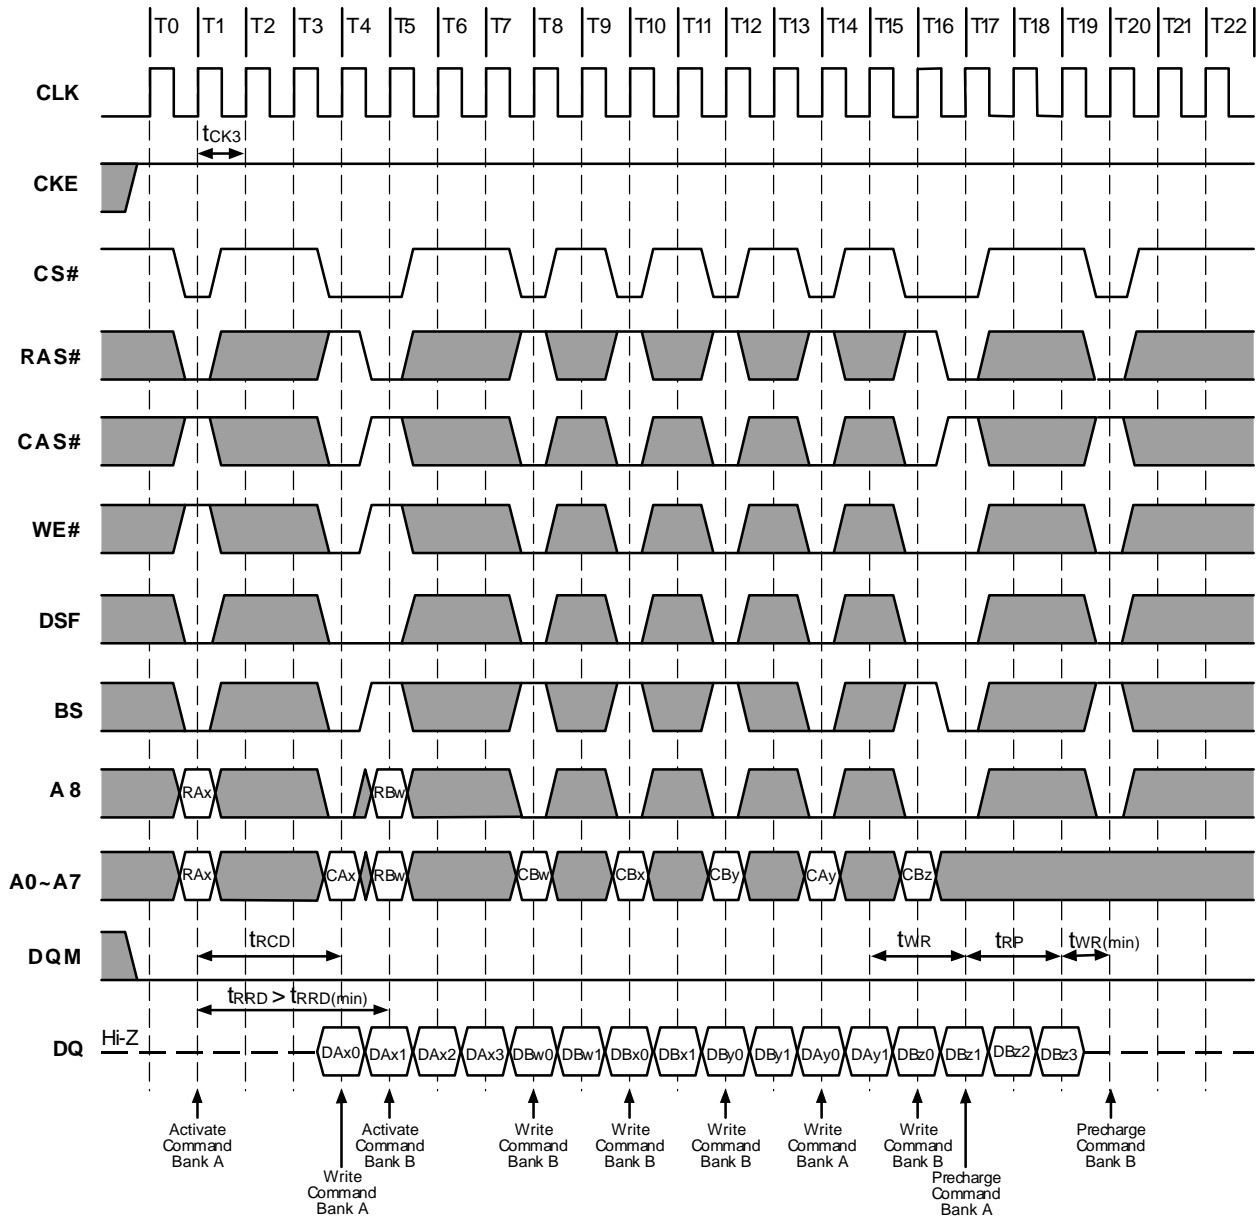 T0 T1 T2 T3 T4 T5 T6 T7 T8 T9 T10 T11 T12 T13 T14 T15 T16 T17 T18 T19 T20 T21 T22
CLK
tCK3
CKE
CS#
RAS#
CAS#
WE#
DSF
BS
A8 RAx RBw
A0~A7 RAx CAx RBw CBw CBx CBy CAy CBz
DQM tRCD tWR tRP tWR(min)
tRRD > tRRD(min)
DQ Hi-Z DAx0 DAx1 DAx2 DAx3 DBw0 DBw1 DBx0 DBx1 DBy0 DBy1 DAy0 DAy1 DBz0 DBz1 DBz2 DBz3
Activate
Command
Bank A
Write
Command
Bank A
Activate
Command
Bank B
Write
Command
Bank B
Write
Command
Bank B
Write
Command
Bank B
Write
Command
Bank A
Write
Command
Bank B
Precharge
Command
Bank A
Precharge
Command
Bank B